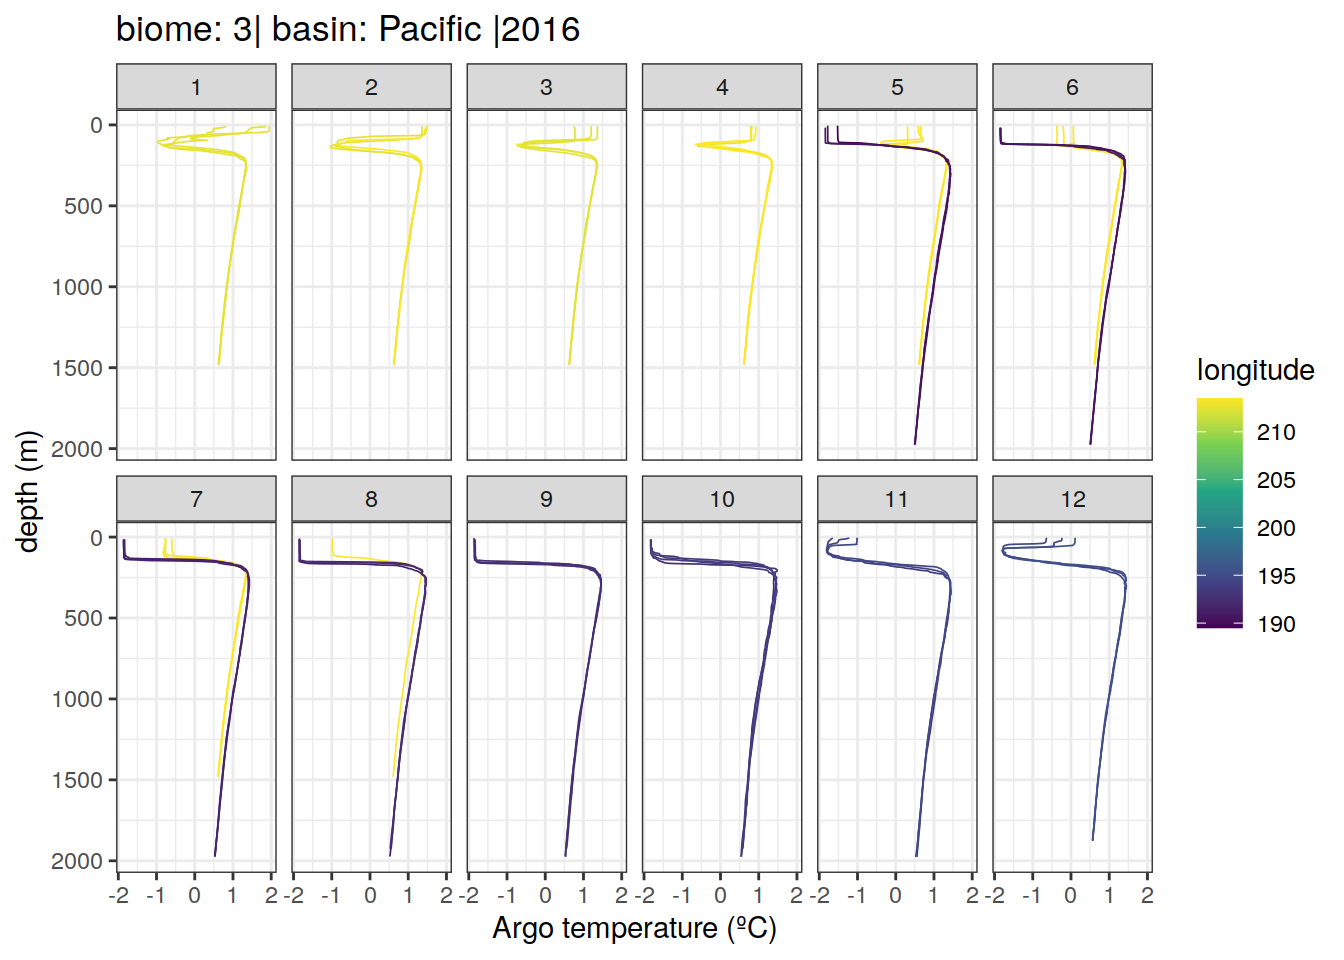 biome: 3| basin: Pacific |2016
1 2 3 4 5 6
0
500
1000
1500
2000
7 8 9 10 11 12
0
500
1000
1500
2000
-2 -1 0 1 2 -2 -1 0 1 2 -2 -1 0 1 2 -2 -1 0 1 2 -2 -1 0 1 2 -2 -1 0 1 2
Argo temperature (ºC)
depth (m)
longitude
210
205
200
195
190